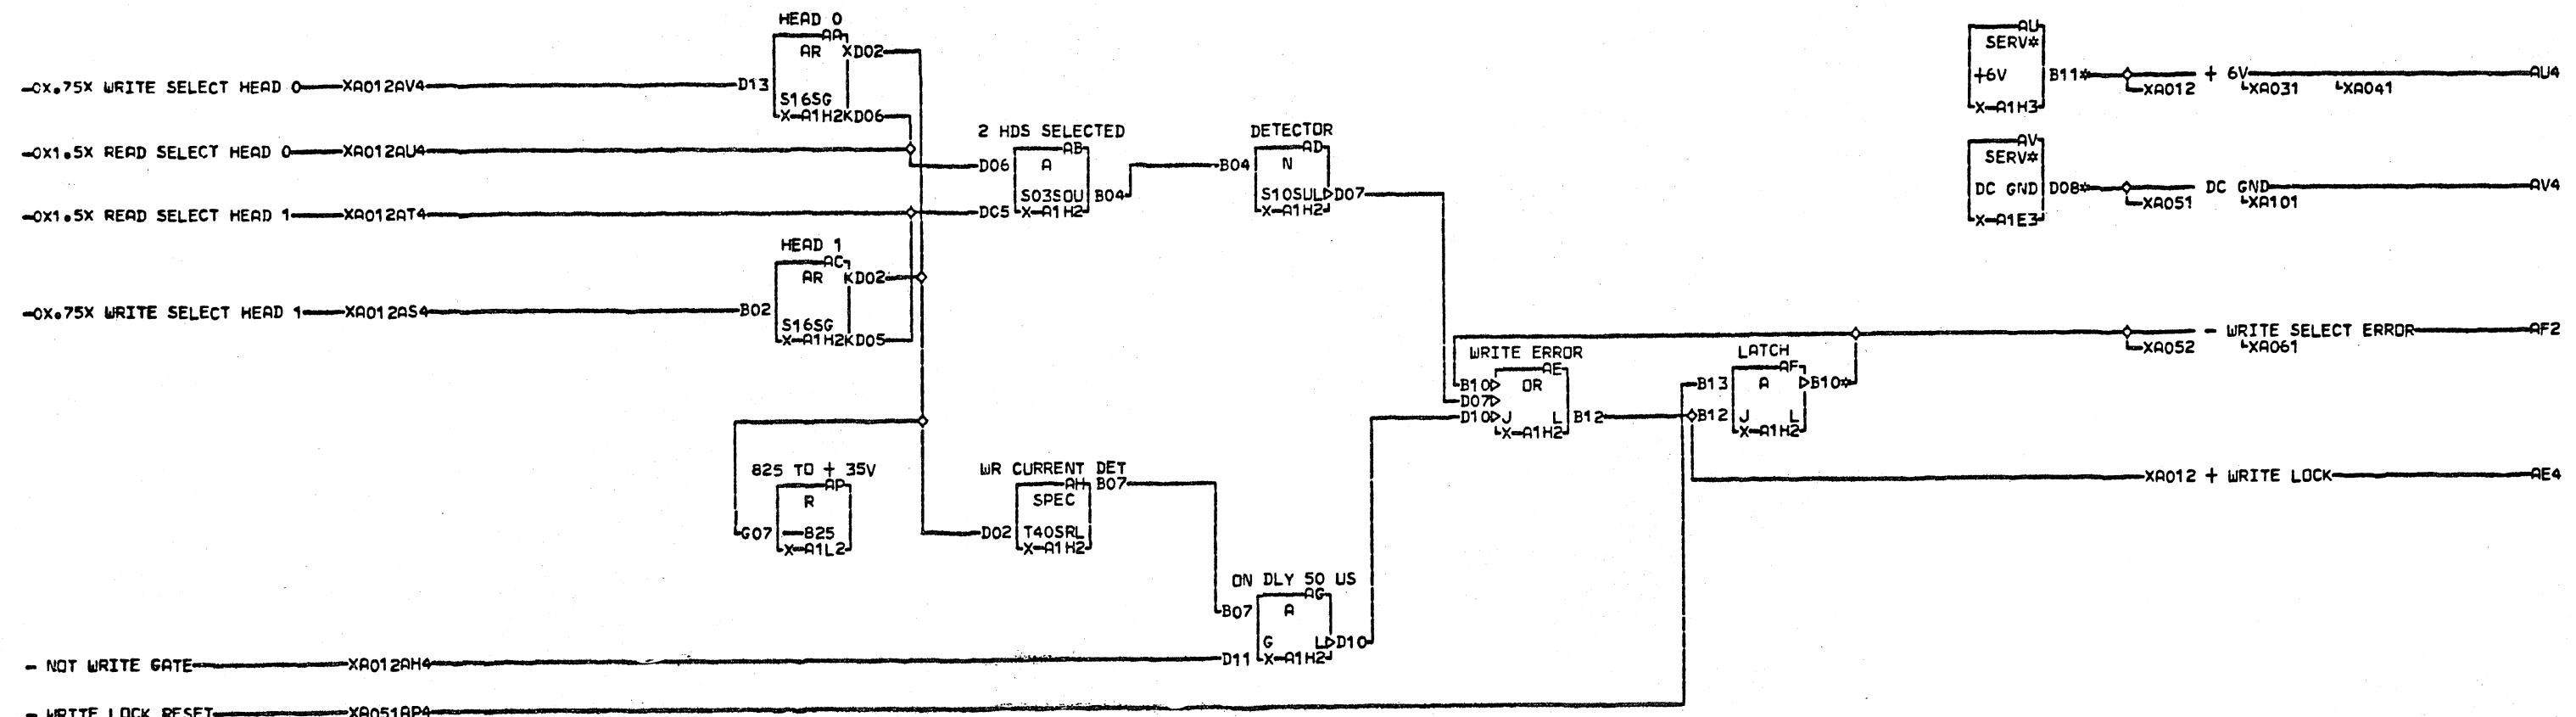 HEAD 0
AA
AR XD02
-0X.75X WRITE SELECT HEAD 0 XA012AV4 D13
S16SG
X-A1H2KD06
AU
SERV*
+6V B11* + 6V AU4
XA012 XA031 XA041
X-A1H3
-0X1.5X READ SELECT HEAD 0 XA012AU4
2 HDS SELECTED
AB
D06 A
S03SOU B04
X-A1H2
DETECTOR
AD
B04 N
S10SUL D07
X-A1H2
AV
SERV*
DC GND D08* DC GND AV4
XA051 XA101
X-A1E3
-0X1.5X READ SELECT HEAD 1 XA012AT4 D05
HEAD 1
AC
AR KD02
-0X.75X WRITE SELECT HEAD 1 XA012AS4 B02
S16SG
X-A1H2KD05
- WRITE SELECT ERROR AF2
XA052 XA061
WRITE ERROR
AE
B10 OR
D07
D10 J L B12
X-A1H2
LATCH
AF
B13 A B10*
B12 J L
X-A1H2
825 TO + 35V
AP
R
G07 825
X-A1L2
WR CURRENT DET
AH B07
SPEC
D02 T40SRL
X-A1H2
XA012 + WRITE LOCK AE4
ON DLY 50 US
AG
B07 A
G L D10
D11 X-A1H2
- NOT WRITE GATE XA012AH4
- WRITE LOCK RESET XA051AP4